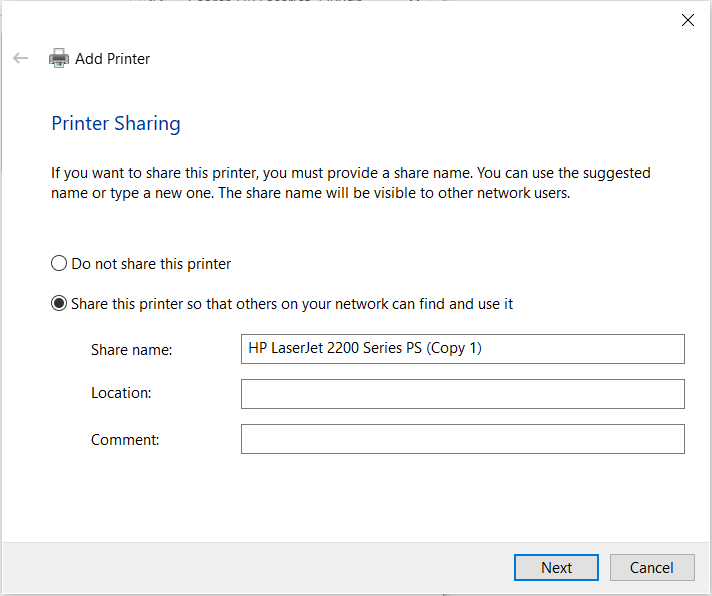 Add Printer
Printer Sharing
If you want to share this printer, you must provide a share name. You can use the suggested
name or type a new one. The share name will be visible to other network users.
Do not share this printer
Share this printer so that others on your network can find and use it
Share name:
HP LaserJet 2200 Series PS (Copy 1)
Location:
Comment:
Next
Cancel